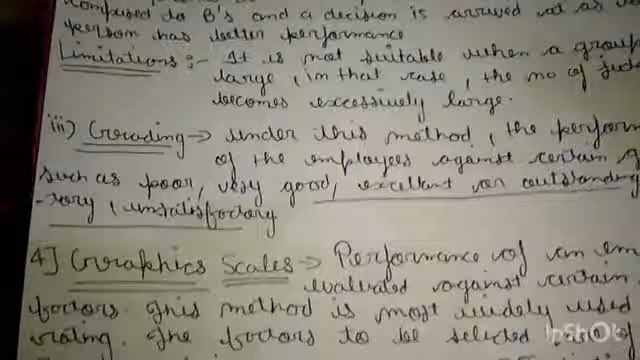 compared to B's and a decision is arrived at as
person has better performance
Limitations :- It is not suitable when a group
large, in that case, the no of
becomes excessively large.
iii) Grading → under this method, the perform
of the employees against certain
such as poor, very good, excellent or outstanding
-tory, unsatisfactory
4] Graphics Scales → Performance of an em
evaluated against certain
factors. This method is most widely used
rating. The factors to be selected
InShOt